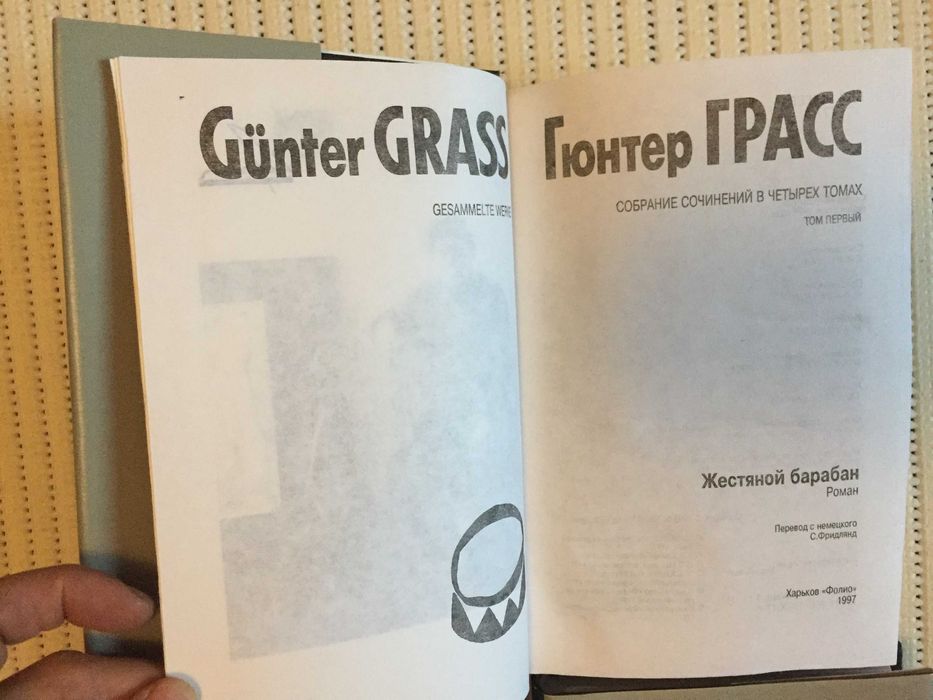 Günter GRASS
GESAMMELTE WERKE
Гюнтер ГРАСС
СОБРАНИЕ СОЧИНЕНИЙ В ЧЕТЫРЕХ ТОМАХ
ТОМ ПЕРВЫЙ
Жестяной барабан
Роман
Перевод с немецкого
С.Фридлянд
Харьков «Фолио»
1997